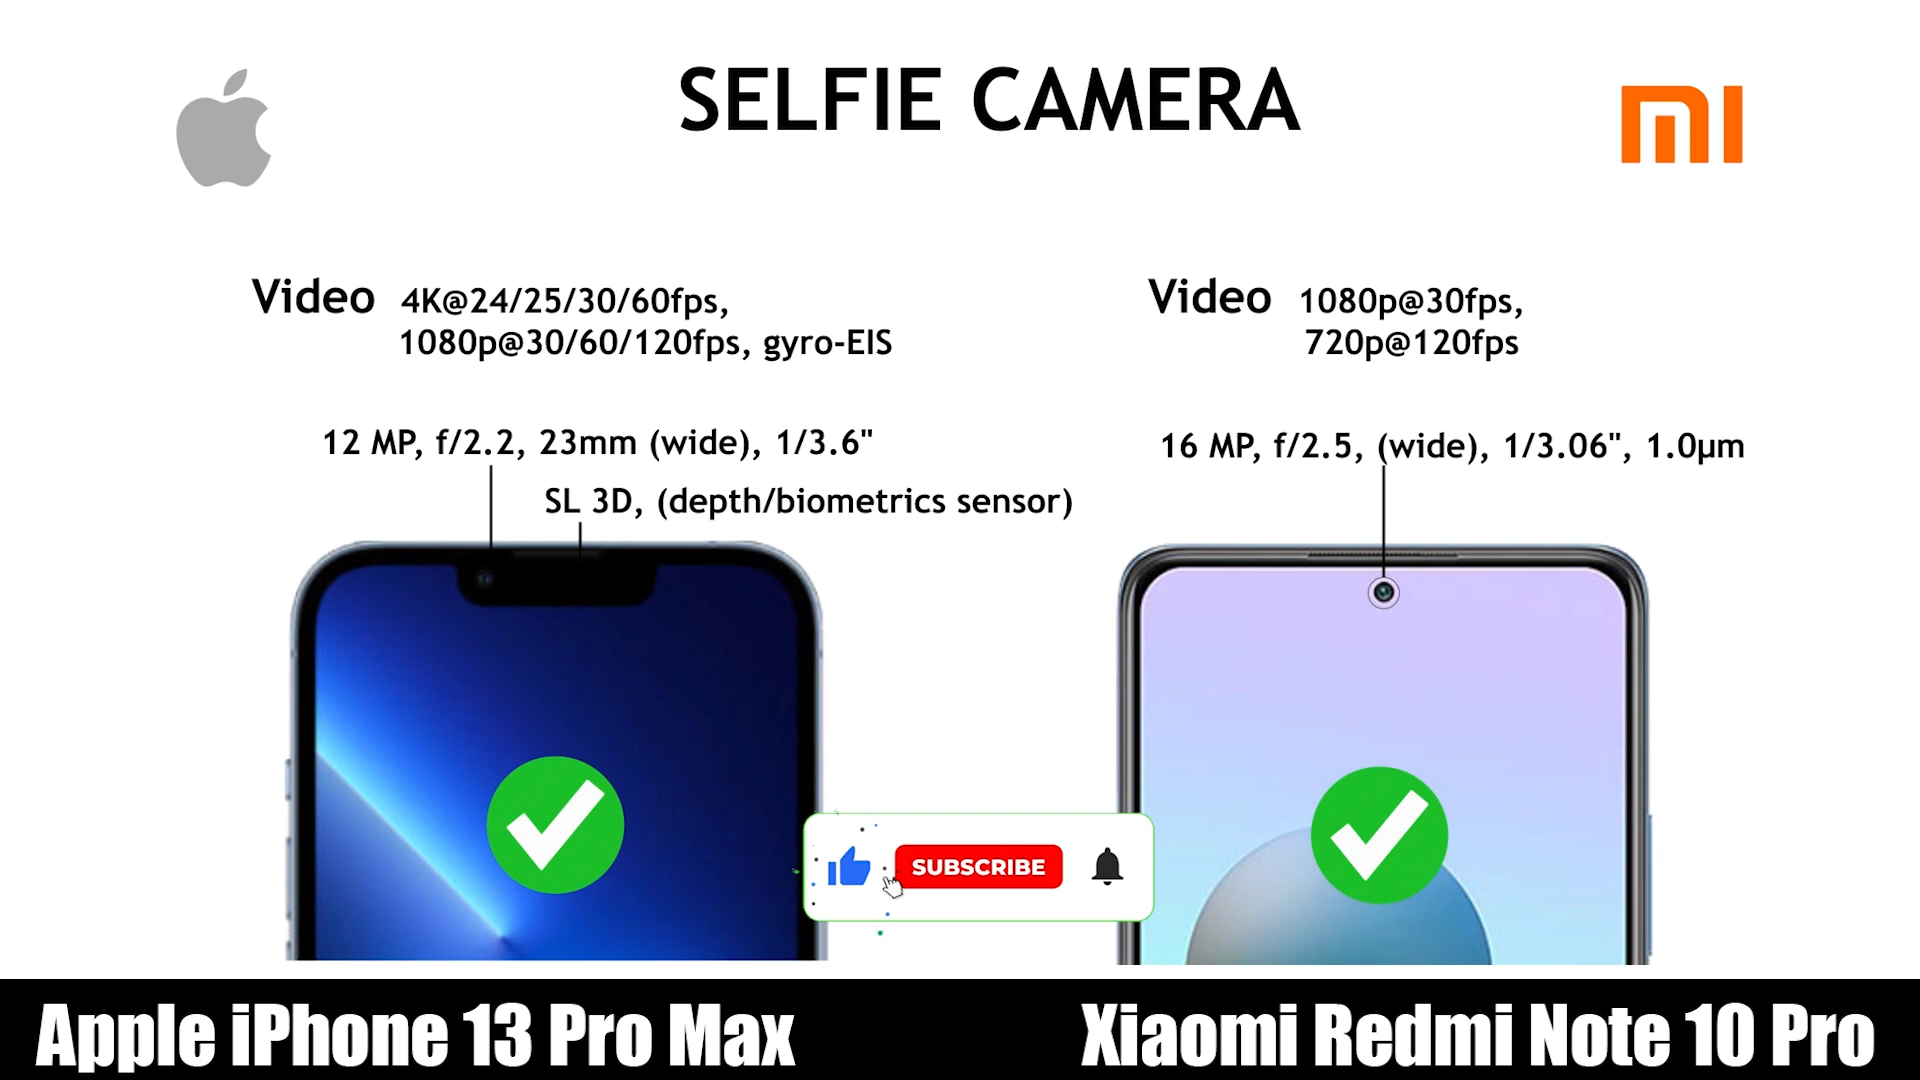 SELFIE CAMERA
mi
Video 4K@24/25/30/60fps,
1080p@30/60/120fps, gyro-EIS
Video 1080p@30fps,
720p@120fps
12 MP, f/2.2, 23mm (wide), 1/3.6"
SL 3D, (depth/biometrics sensor)
16 MP, f/2.5, (wide), 1/3.06", 1.0µm
SUBSCRIBE
Apple iPhone 13 Pro Max
Xiaomi Redmi Note 10 Pro